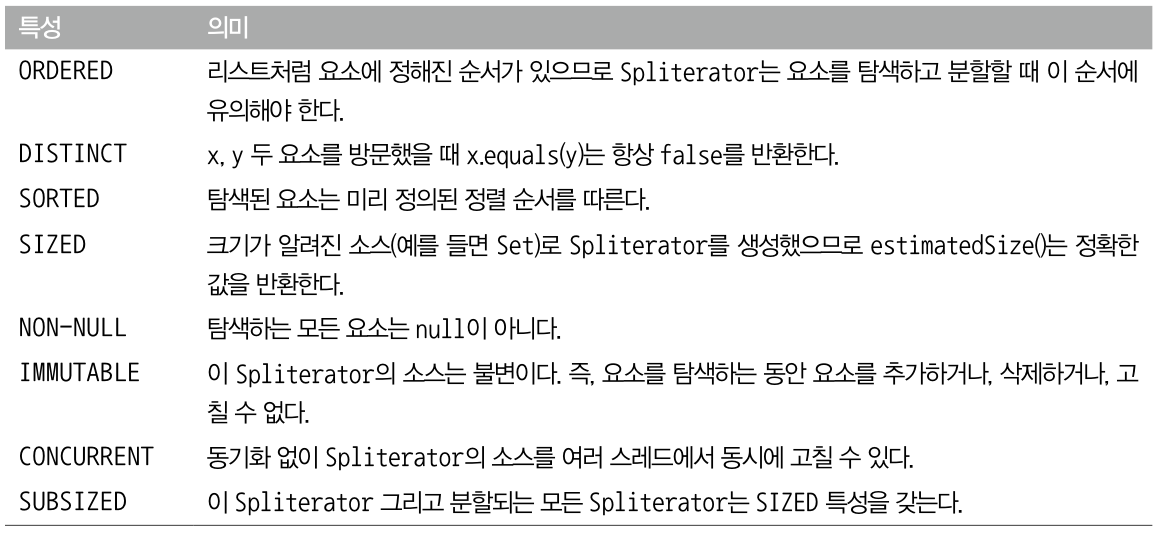 특성 의미
ORDERED 리스트처럼 요소에 정해진 순서가 있으므로 Spliterator는 요소를 탐색하고 분할할 때 이 순서에
유의해야 한다.
DISTINCT x, y 두 요소를 방문했을 때 x.equals(y)는 항상 false를 반환한다.
SORTED 탐색된 요소는 미리 정의된 정렬 순서를 따른다.
SIZED 크기가 알려진 소스(예를 들면 Set)로 Spliterator를 생성했으므로 estimatedSize()는 정확한
값을 반환한다.
NON-NULL 탐색하는 모든 요소는 null이 아니다.
IMMUTABLE 이 Spliterator의 소스는 불변이다. 즉, 요소를 탐색하는 동안 요소를 추가하거나, 삭제하거나, 고
칠 수 없다.
CONCURRENT 동기화 없이 Spliterator의 소스를 여러 스레드에서 동시에 고칠 수 있다.
SUBSIZED 이 Spliterator 그리고 분할되는 모든 Spliterator는 SIZED 특성을 갖는다.